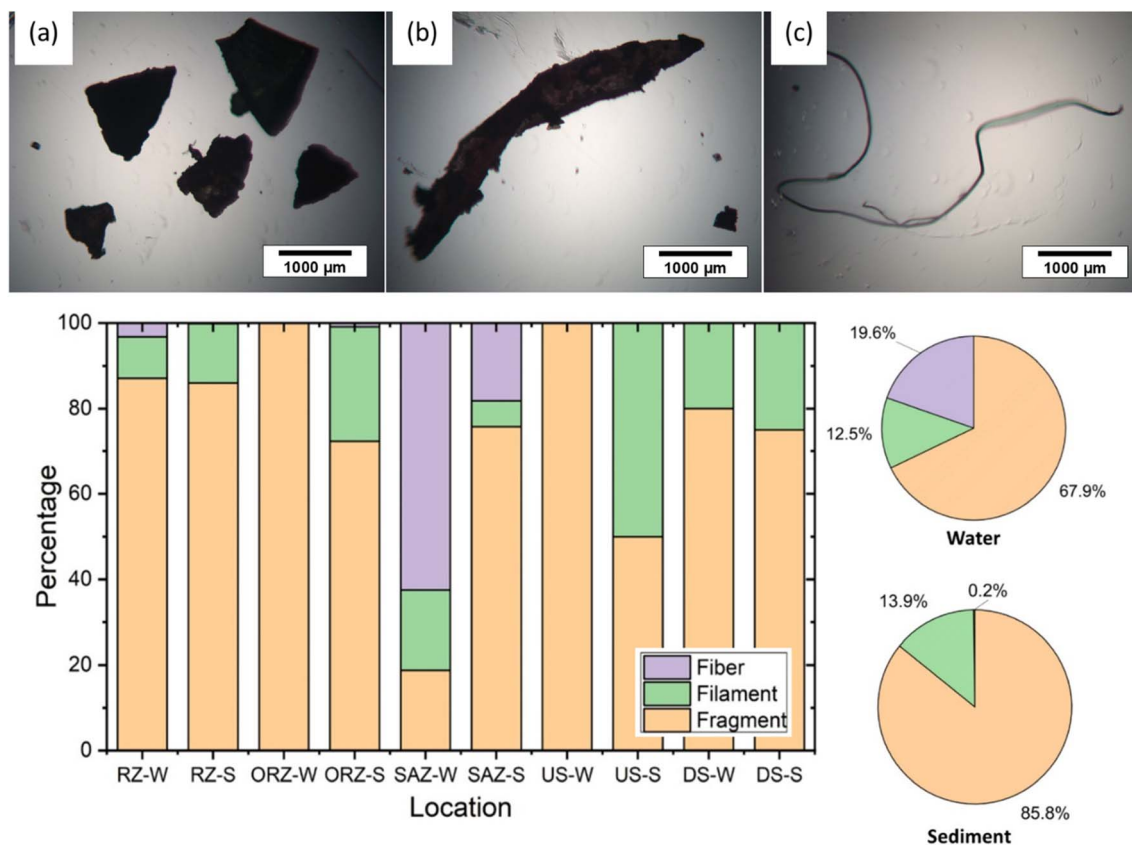 (a)
(b)
(c)
1000 µm
1000 µm
1000 µm
100
80
60
40
20
0
Percentage
RZ-W RZ-S ORZ-W ORZ-S SAZ-W SAZ-S US-W US-S DS-W DS-S
Location
Fiber
Filament
Fragment
19.6%
12.5%
67.9%
Water
0.2%
13.9%
85.8%
Sediment